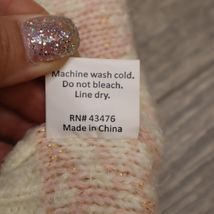 Machine wash cold.
Do not bleach.
Line dry.
RN# 43476
Made in China